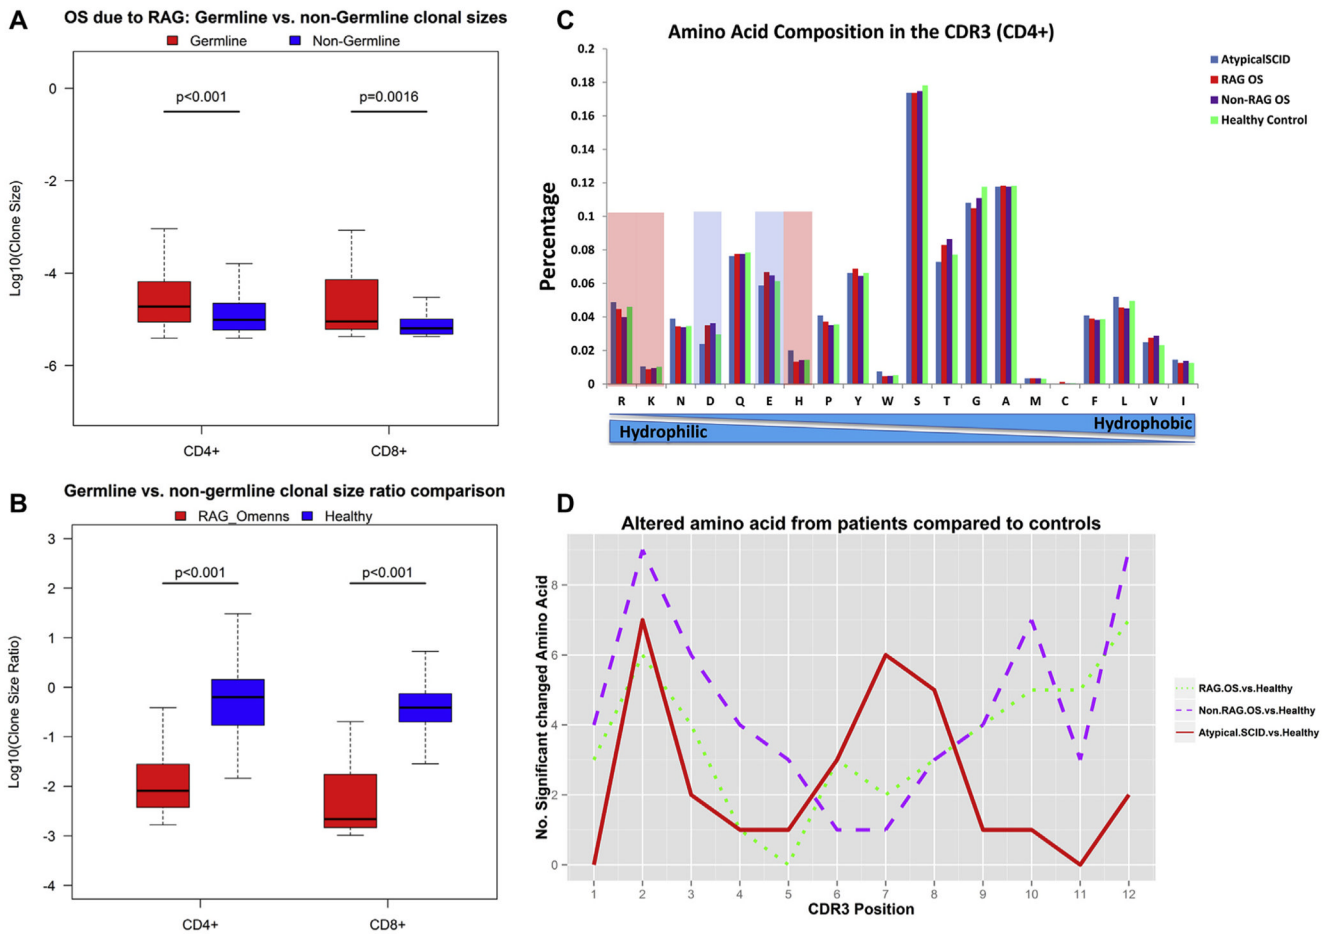 A
OS due to RAG: Germline vs. non-Germline clonal sizes
Germline Non-Germline
p<0.001 p=0.0016
0
-2
-4
-6
Log10(Clone Size)
CD4+ CD8+
B
Germline vs. non-germline clonal size ratio comparison
RAG_Omenns Healthy
p<0.001 p<0.001
3
2
1
0
-1
-2
-3
-4
Log10(Clone Size Ratio)
CD4+ CD8+
C
Amino Acid Composition in the CDR3 (CD4+)
AtypicalSCID
RAG OS
Non-RAG OS
Healthy Control
0.2
0.18
0.16
0.14
0.12
0.1
0.08
0.06
0.04
0.02
0
Percentage
R K N D Q E H P Y W S T G A M C F L V I
Hydrophilic Hydrophobic
D
Altered amino acid from patients compared to controls
8
6
4
2
0
No. Significant changed Amino Acid
1 2 3 4 5 6 7 8 9 10 11 12
CDR3 Position
RAG.OS.vs.Healthy
Non.RAG.OS.vs.Healthy
Atypical.SCID.vs.Healthy